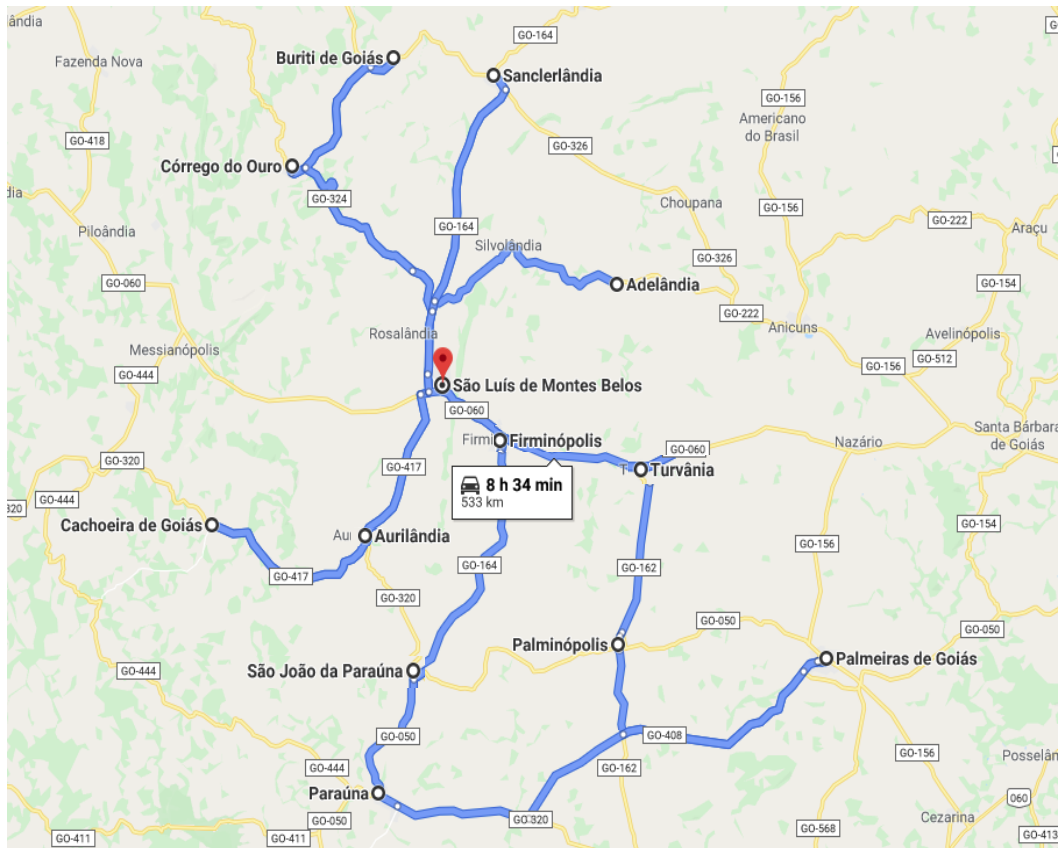 ândia
GO-164
GO
Buriti de Goiás
Fazenda Nova
Sanclerlândia
GO-156
Americano
do Brasil
GO-418
GO-326
Córrego do Ouro
dia
GO-324
Choupana
GO-156
GO-222
GO-164
Araçu
Piloândia
Silvolândia
GO-326
GO-060
Adelândia
GO-154
GO-222
Anicuns
Rosalândia
Avelinópolis
Messianópolis
GO-512
GO-156
GO-444
São Luís de Montes Belos
GO-060
Santa Bárbara
de Goiás
Firmi
Firminópolis
GO-060
Nazário
GO-320
GO-417
T
Turvânia
8 h 34 min
533 km
GO-444
320
Cachoeira de Goiás
GO-154
Au
Aurilândia
GO-156
GO-417
GO-164
GO-162
GO-320
GO-050
GO-050
Palminópolis
Palmeiras de Goiás
GO-444
São João da Paraúna
GO-050
GO-408
GO-156
Posselân
GO-444
GO-162
Paraúna
060
GO-050
GO-320
Cezarina
GO-411
GO-411
GO-568
GO-413